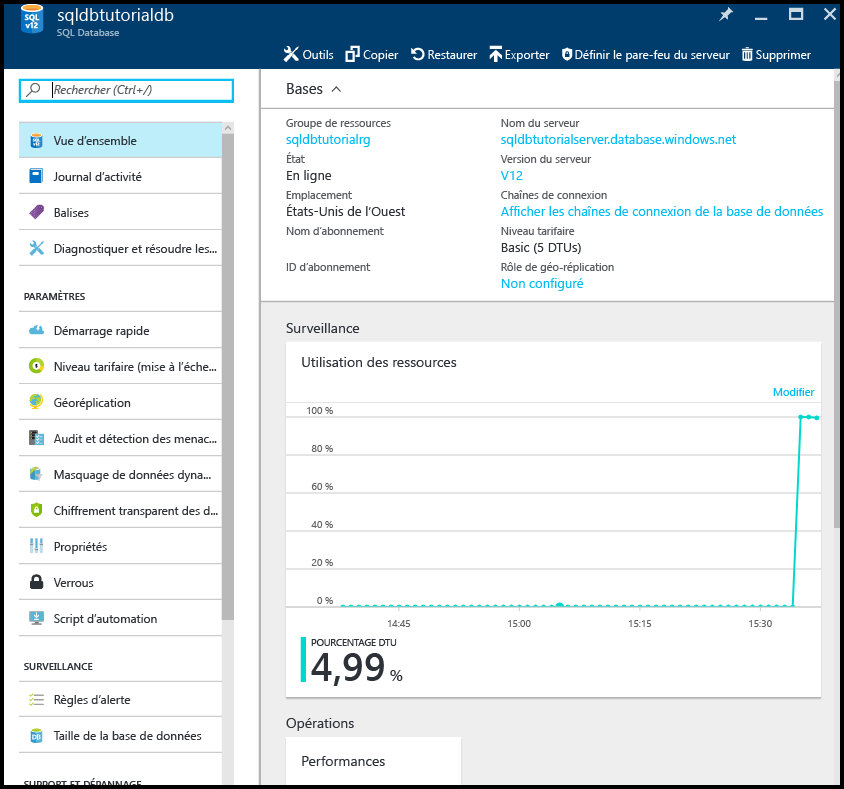 SQL
v12
sqldbtutorialdb
SQL Database
Outils
Copier
Restaurer
Exporter
Définir le pare-feu du serveur
Supprimer
Rechercher (Ctrl+/)
Vue d'ensemble
Journal d'activité
Balises
Diagnostiquer et résoudre les...
PARAMÈTRES
Démarrage rapide
Niveau tarifaire (mise à l'éche...
Géoréplication
Audit et détection des menac...
Masquage de données dyna...
Chiffrement transparent des d...
Propriétés
Verrous
Script d'automation
SURVEILLANCE
Règles d'alerte
Taille de la base de données
SUPPORT ET DÉPANNAGE
Bases
Groupe de ressources
sqldbtutorialrg
État
En ligne
Emplacement
États-Unis de l'Ouest
Nom d'abonnement
ID d'abonnement
Nom du serveur
sqldbtutorialserver.database.windows.net
Version du serveur
V12
Chaînes de connexion
Afficher les chaînes de connexion de la base de données
Niveau tarifaire
Basic (5 DTUs)
Rôle de géo-réplication
Non configuré
Surveillance
Utilisation des ressources
Modifier
100 %
80 %
60 %
40 %
20 %
0 %
14:45
15:00
15:15
15:30
POURCENTAGE DTU
4,99 %
Opérations
Performances